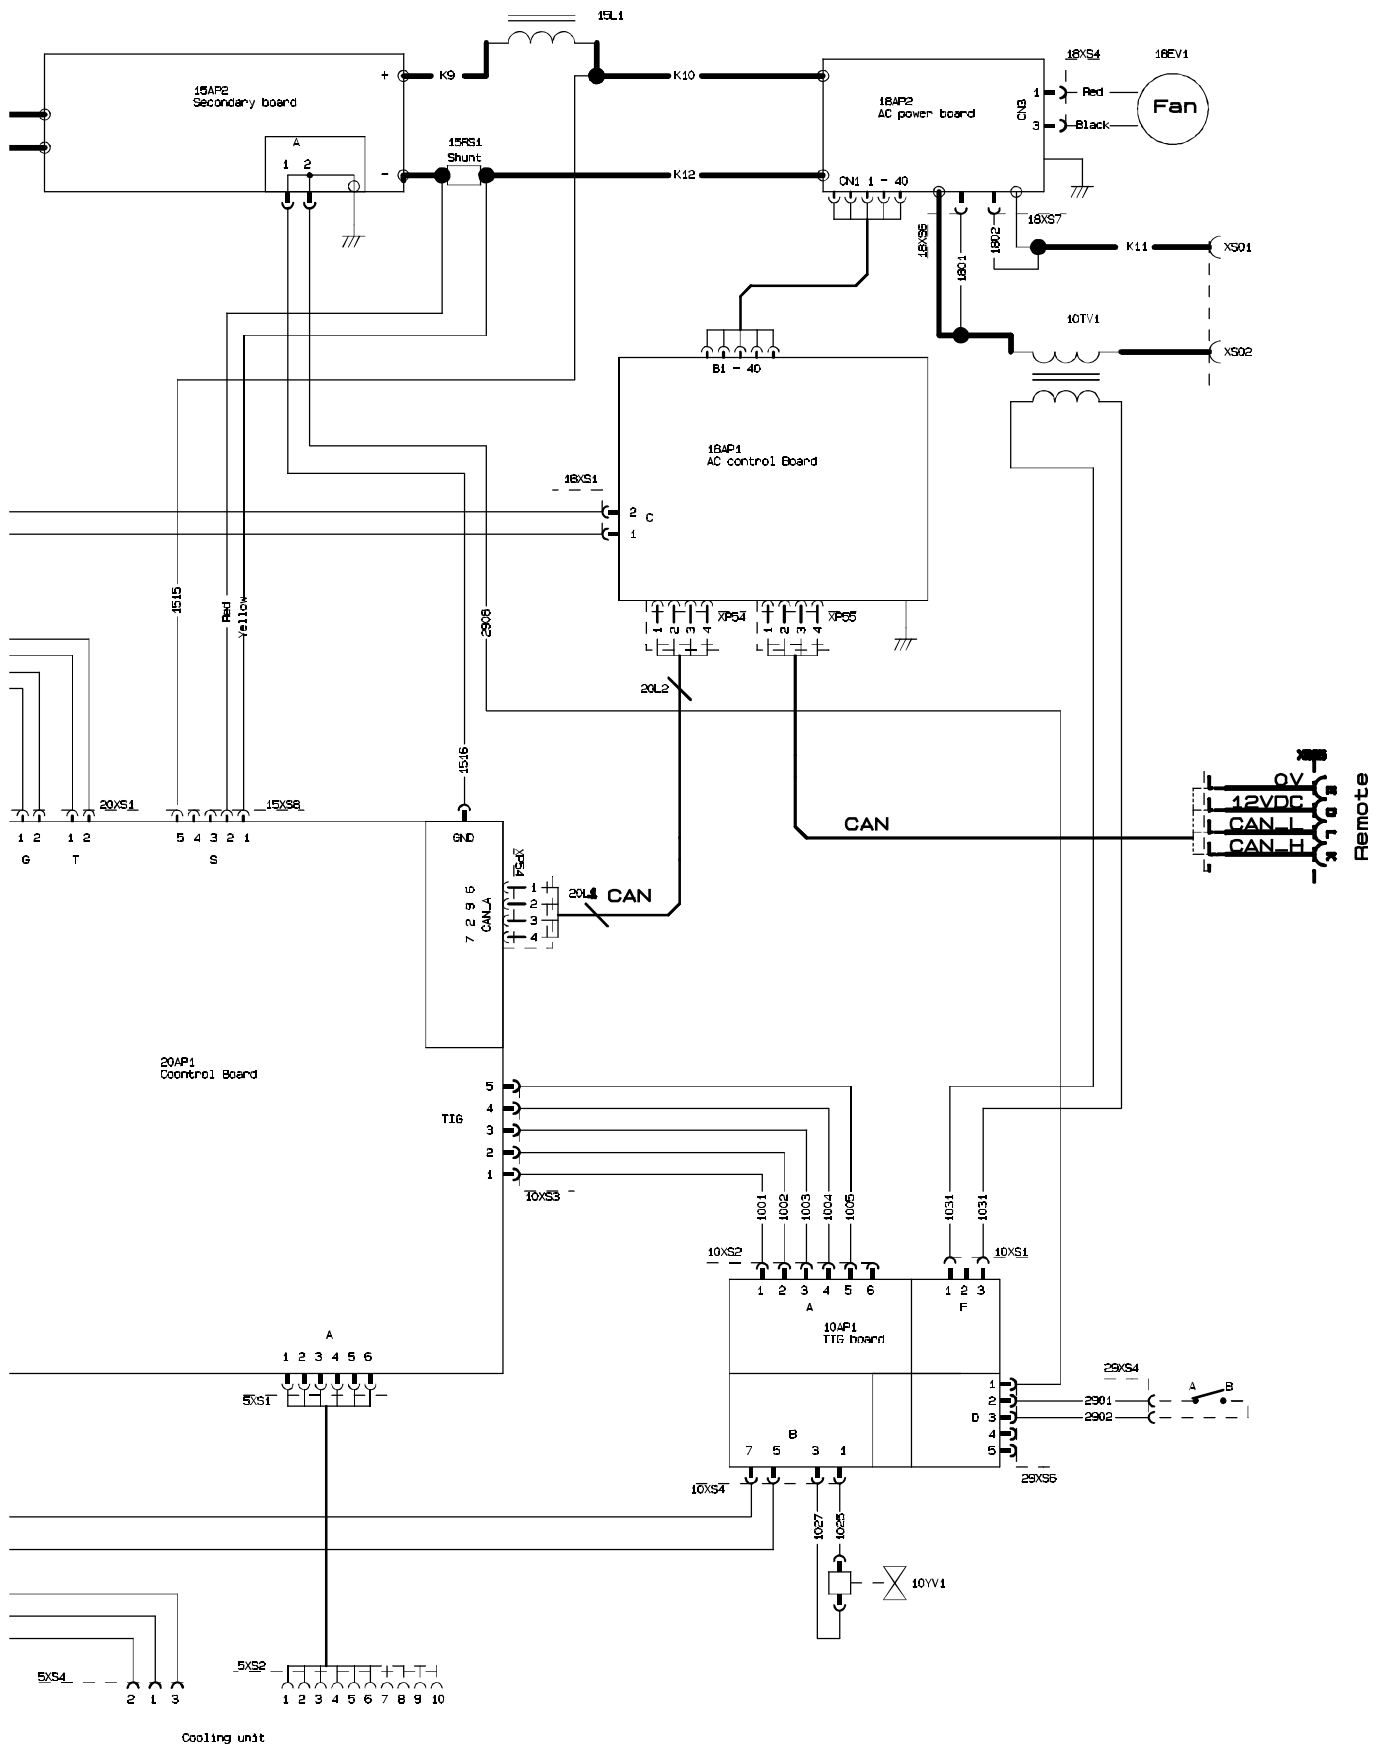 15L1
15AP2
Secondary board
+
K9
K10
A
1 2
-
15RS1
Shunt
K12
18AP2
AC power board
CN1 1 - 40
CN3
1
3
18XS4
Red
Black
18EV1
Fan
18XS6
1801
1802
18XS7
K11
XS01
10TV1
XS02
B1 - 40
18AP1
AC control Board
18XS1
2
C
1
XP54
1 2 3 4
XP55
1 2 3 4
20L2
1515
Red
Yellow
2908
1516
CAN
0V
12VDC
CAN_L
CAN_H
Remote
20XS1
15XS8
1 2
1 2
5 4 3 2 1
G
T
S
GND
XP54
6
9
2
7
CAN_A
1
2
3
4
CAN
20AP1
Coontrol Board
TIG
5
4
3
2
1
10XS3
1001
1002
1003
1004
1005
1031
1031
10XS2
10XS1
1 2 3 4 5 6
1 2 3
A
F
10AP1
TIG board
A
1 2 3 4 5 6
5XS1
D
1
2
3
4
5
2901
2902
29XS4
A B
29XS6
B
7 5 3 1
10XS4
1027
1025
10YV1
5XS4
2 1 3
5XS2
1 2 3 4 5 6 7 8 9 10
Cooling unit